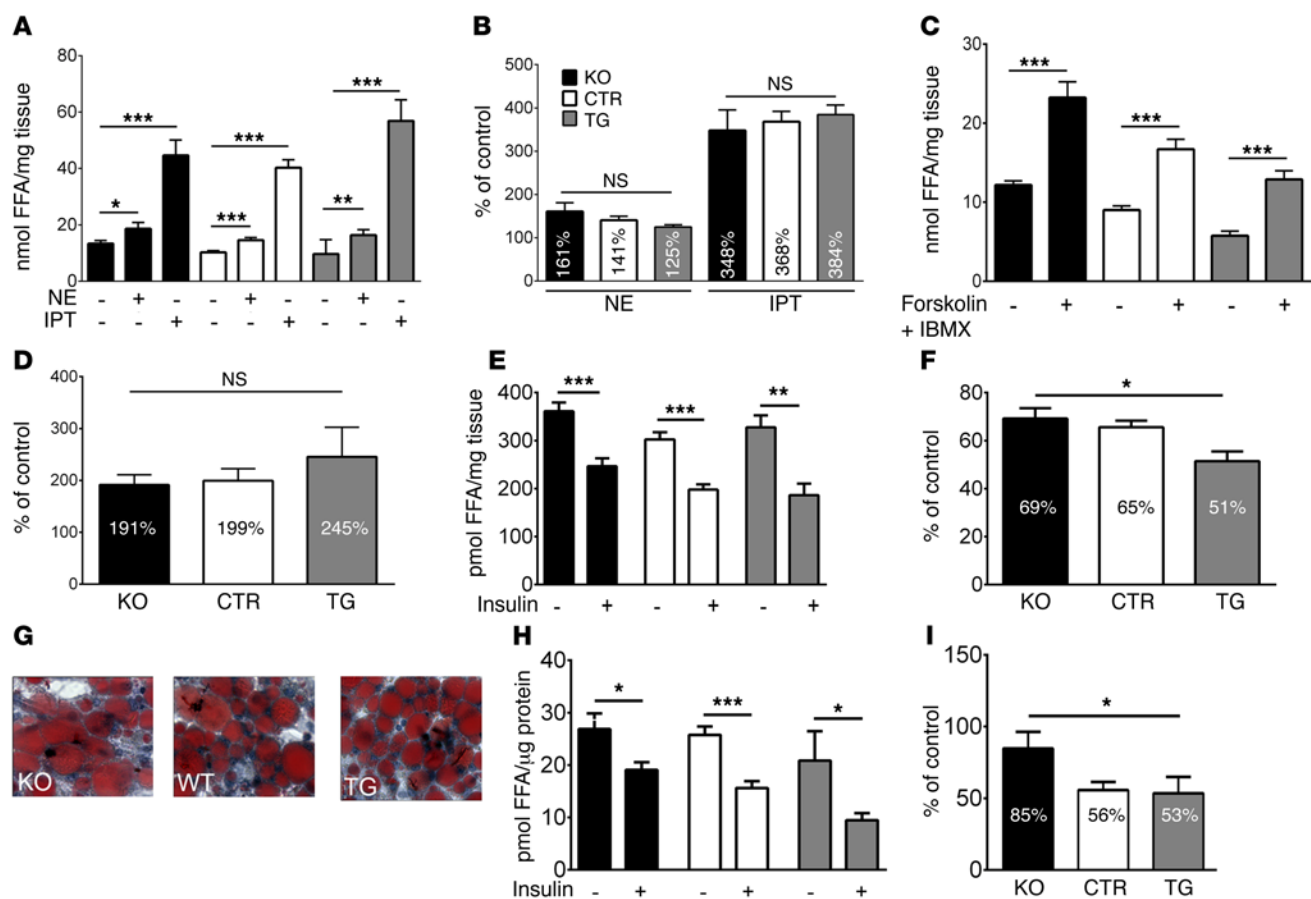 A
nmol FFA/mg tissue
80
60
40
20
0
*
***
***
***
**
***
NE - + - - + - - + -
IPT - - + - - + - - +
B
% of control
500
400
300
200
100
0
KO
CTR
TG
NS
NS
161%
141%
125%
348%
368%
384%
NE
IPT
C
nmol FFA/mg tissue
30
20
10
0
***
***
***
Forskolin - + - + - +
+ IBMX
D
% of control
400
300
200
100
0
NS
191%
199%
245%
KO CTR TG
E
pmol FFA/mg tissue
400
300
200
100
0
***
***
**
Insulin - + - + - +
F
% of control
80
60
40
20
0
*
69%
65%
51%
KO CTR TG
G
KO
WT
TG
H
pmol FFA/µg protein
40
30
20
10
0
*
***
*
Insulin - + - + - +
I
% of control
150
100
50
0
*
85%
56%
53%
KO CTR TG